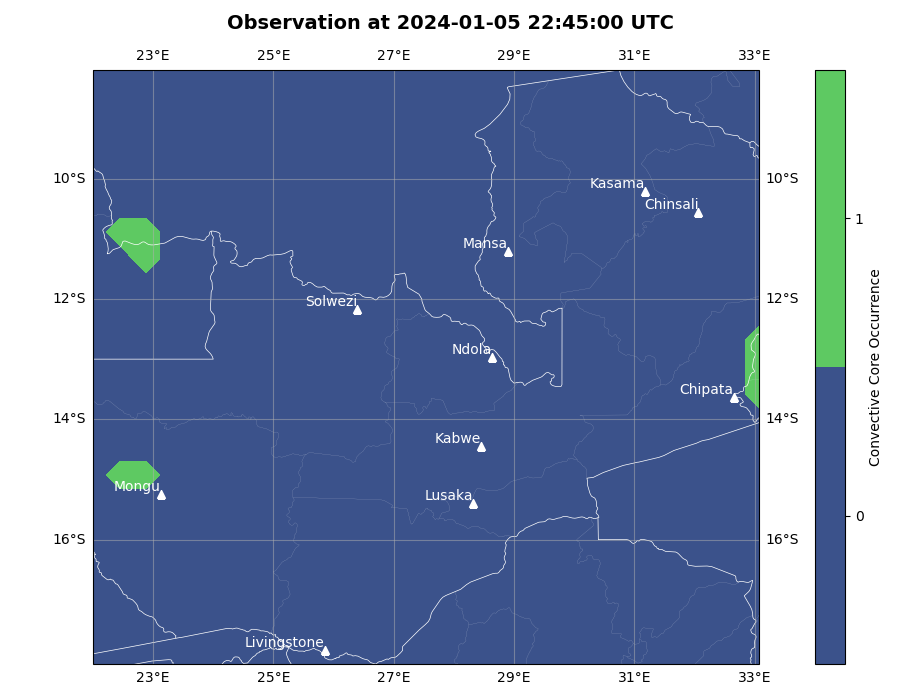 Observation at 2024-01-05 22:45:00 UTC
23°E 25°E 27°E 29°E 31°E 33°E
10°S 10°S
12°S 12°S
14°S 14°S
16°S 16°S
Kasama
Chinsali
Mansa
Solwezi
Ndola
Chipata
Kabwe
Mongu
Lusaka
Livingstone
23°E 25°E 27°E 29°E 31°E 33°E
1
0
Convective Core Occurrence